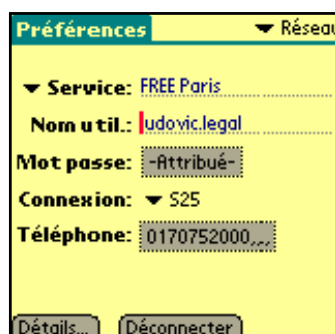 Préférences ▼ Réseau
▼ Service: FREE Paris
Nom util.: ludovic.legal
Mot passe: -Attribué-
Connexion: ▼ S25
Téléphone: 0170752000,,,
Détails... Déconnecter